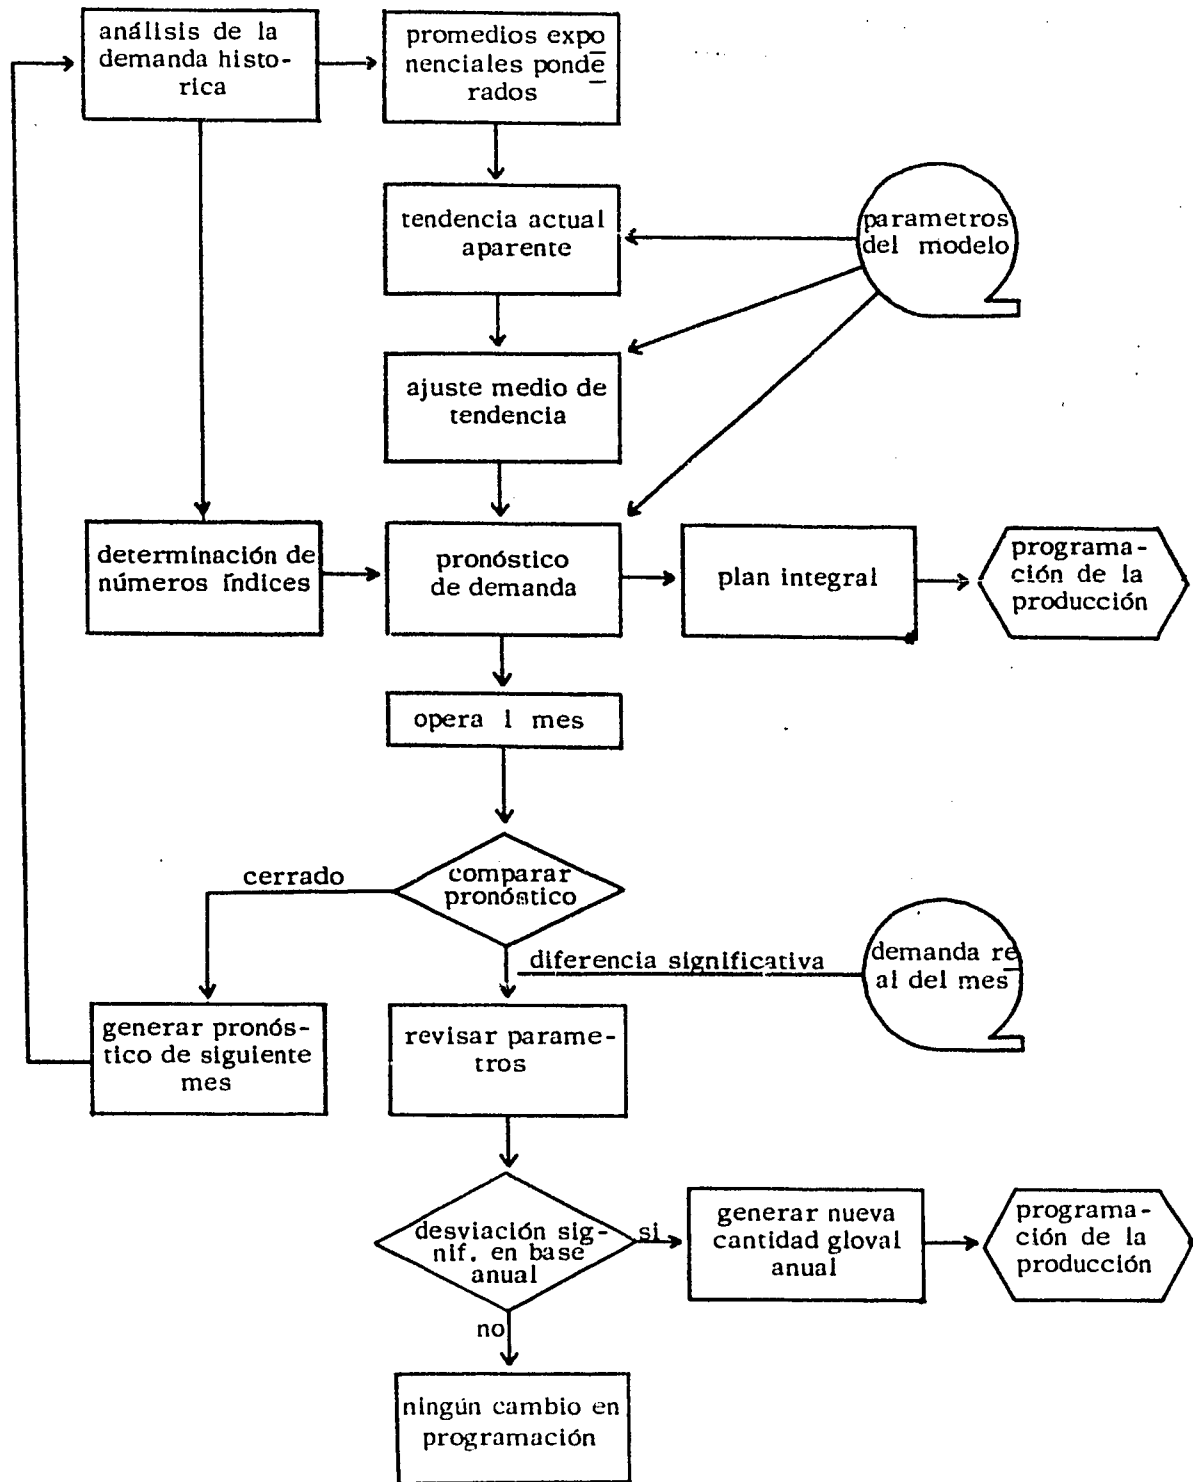 análisis de la
demanda histo-
rica
promedios expo
nenciales ponde
rados
tendencia actual
aparente
parametros
del modelo
ajuste medio de
tendencia
determinación de
números índices
pronóstico
de demanda
plan integral
programa-
ción de la
producción
opera 1 mes
comparar
pronóstico
cerrado
diferencia significativa
demanda re
al del mes
generar pronós-
tico de siguiente
mes
revisar parame-
tros
desviación sig-
nif. en base
anual
si
generar nueva
cantidad gloval
anual
programa-
ción de la
producción
no
ningún cambio en
programación